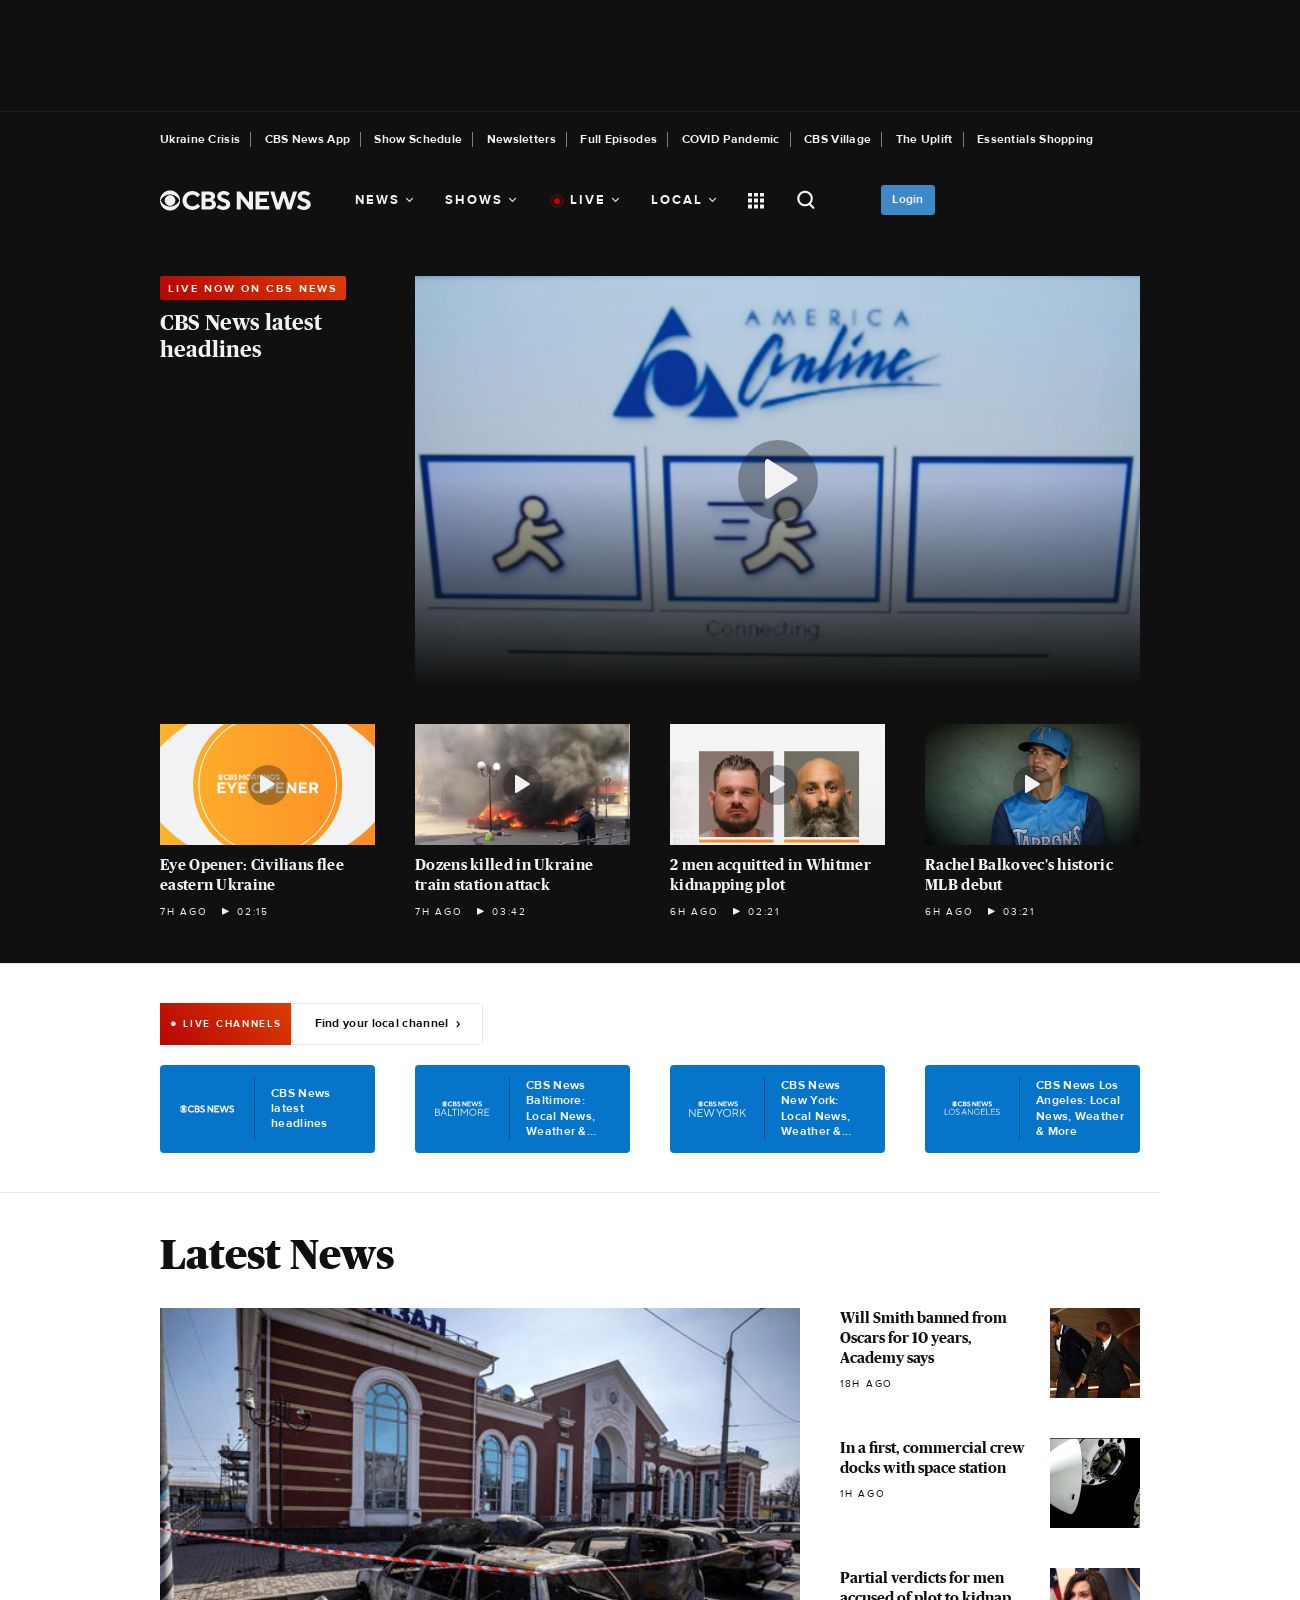 Ukraine Crisis CBS News App Show Schedule Newsletters Full Episodes COVID Pandemic CBS Village The Uplift Essentials Shopping
CBS NEWS NEWS SHOWS LIVE LOCAL Login
LIVE NOW ON CBS NEWS
CBS News latest
headlines
AMERICA
Online.
Connecting...
CBS MORNINGS
EYE OPENER
TARPONS
Eye Opener: Civilians flee
eastern Ukraine
7H AGO 02:15
Dozens killed in Ukraine
train station attack
7H AGO 03:42
2 men acquitted in Whitmer
kidnapping plot
6H AGO 02:21
Rachel Balkovec's historic
MLB debut
6H AGO 03:21
LIVE CHANNELS
Find your local channel ›
CBS NEWS
CBS News
latest
headlines
CBS NEWS
BALTIMORE
CBS News
Baltimore:
Local News,
Weather &...
CBS NEWS
NEW YORK
CBS News
New York:
Local News,
Weather &...
CBS NEWS
LOS ANGELES
CBS News Los
Angeles: Local
News, Weather
& More
Latest News
Will Smith banned from
Oscars for 10 years,
Academy says
18H AGO
In a first, commercial crew
docks with space station
1H AGO
Partial verdicts for men
accused of plot to kidnap